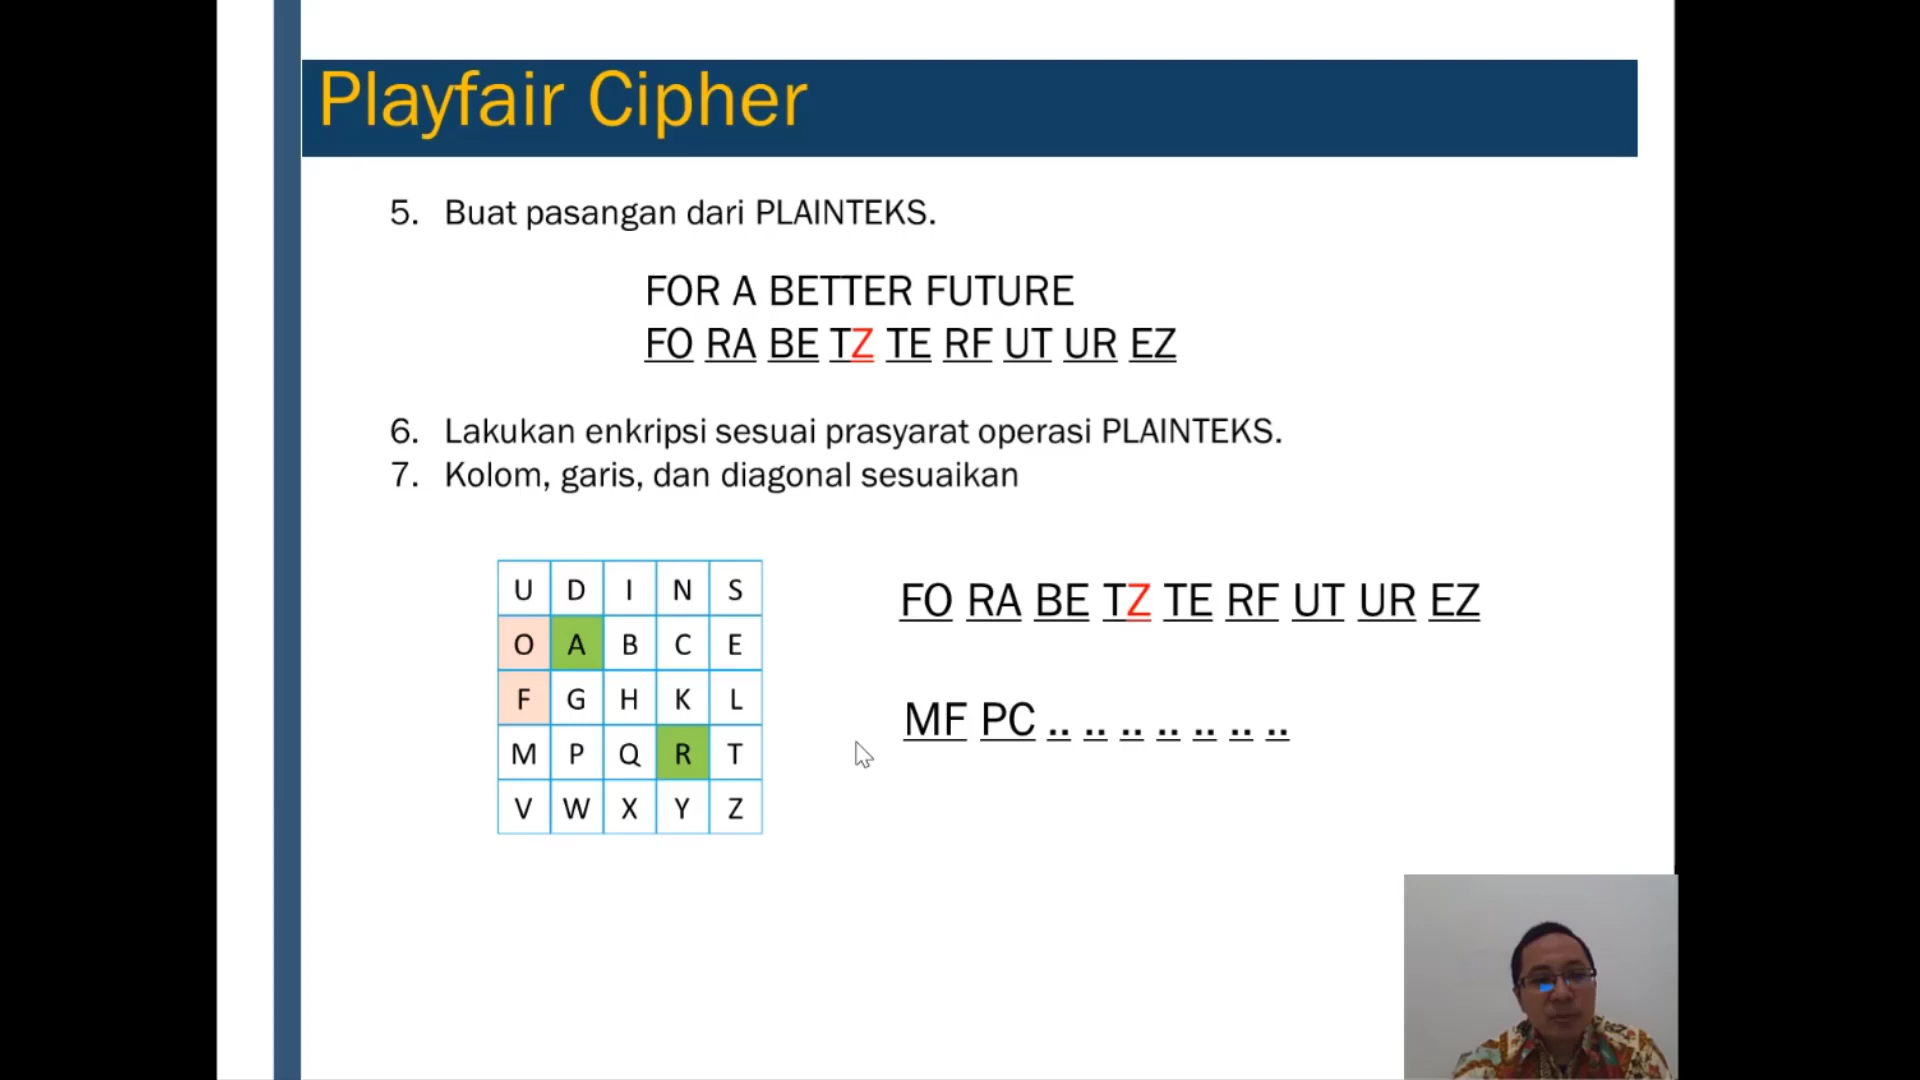 Playfair Cipher
5. Buat pasangan dari PLAINTEKS.
FOR A BETTER FUTURE
FO RA BE TZ TE RF UT UR EZ
6. Lakukan enkripsi sesuai prasyarat operasi PLAINTEKS.
7. Kolom, garis, dan diagonal sesuaikan
U D I N S
O A B C E
F G H K L
M P Q R T
V W X Y Z
FO RA BE TZ TE RF UT UR EZ
MF PC .. .. .. .. .. .. ..